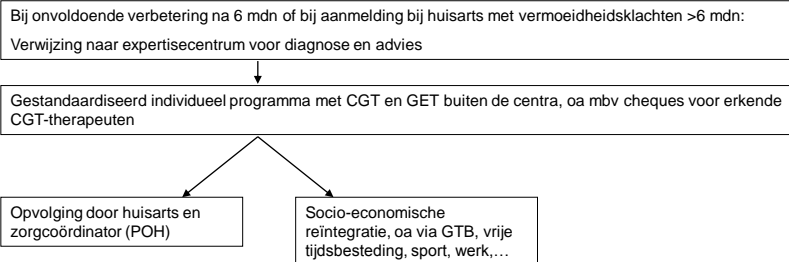 Bij onvoldoende verbetering na 6 mdn of bij aanmelding bij huisarts met vermoeidheidsklachten >6 mdn:
Verwijzing naar expertisecentrum voor diagnose en advies
Gestandaardiseerd individueel programma met CGT en GET buiten de centra, oa mbv cheques voor erkende
CGT-therapeuten
Opvolging door huisarts en
zorgcoördinator (POH)
Socio-economische
reïntegratie, oa via GTB, vrije
tijdsbesteding, sport, werk,…